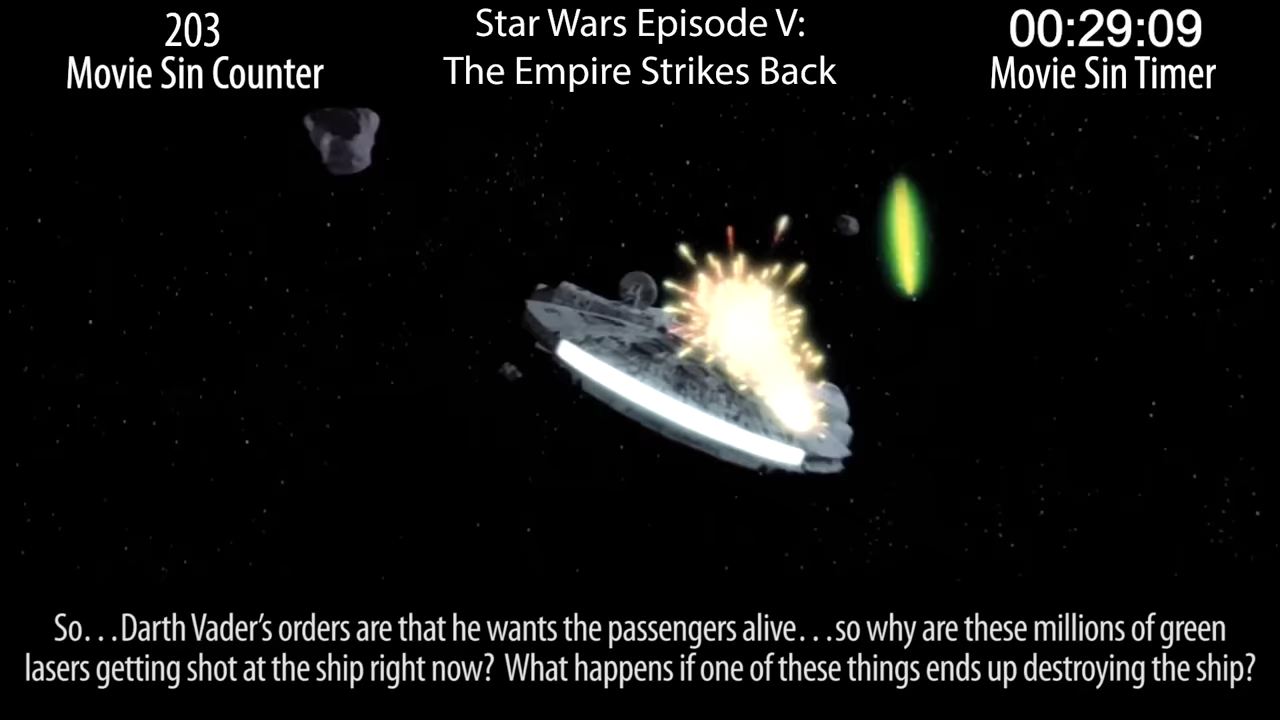 203
Movie Sin Counter
Star Wars Episode V:
The Empire Strikes Back
00:29:09
Movie Sin Timer
So…Darth Vader’s orders are that he wants the passengers alive…so why are these millions of green
lasers getting shot at the ship right now?  What happens if one of these things ends up destroying the ship?